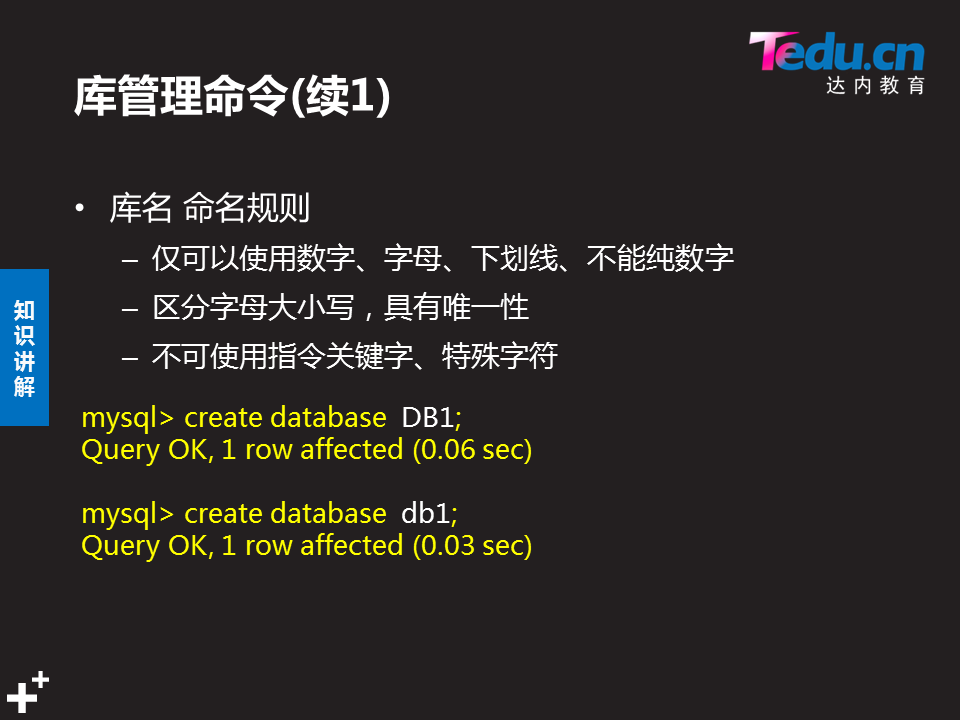 Tedu.cn
达内教育
库管理命令(续1)
• 库名 命名规则
– 仅可以使用数字、字母、下划线、不能纯数字
– 区分字母大小写，具有唯一性
– 不可使用指令关键字、特殊字符
知识讲解
mysql> create database  DB1;
Query OK, 1 row affected (0.06 sec)
mysql> create database  db1;
Query OK, 1 row affected (0.03 sec)